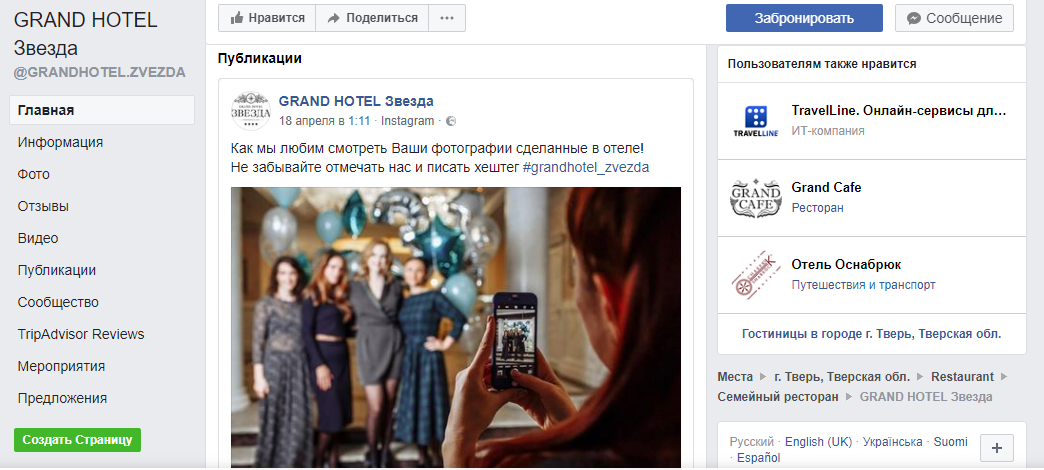 GRAND HOTEL
Звезда
@GRANDHOTEL.ZVEZDA
Главная
Информация
Фото
Отзывы
Видео
Публикации
Сообщество
TripAdvisor Reviews
Мероприятия
Предложения
Создать Страницу
Нравится
Поделиться
Забронировать
Сообщение
Публикации
ЗВЕЗДА
GRAND HOTEL Звезда
18 апреля в 1:11 · Instagram ·
Как мы любим смотреть Ваши фотографии сделанные в отеле!
Не забывайте отмечать нас и писать хештег #grandhotel_zvezda
Пользователям также нравится
TRAVELLINE
TravelLine. Онлайн-сервисы дл...
ИТ-компания
GRAND
CAFE
Grand Cafe
Ресторан
Отель Оснабрюк
Путешествия и транспорт
Гостиницы в городе г. Тверь, Тверская обл.
Места г. Тверь, Тверская обл. Restaurant
Семейный ресторан GRAND HOTEL Звезда
Русский · English (UK) · Українська · Suomi
· Español